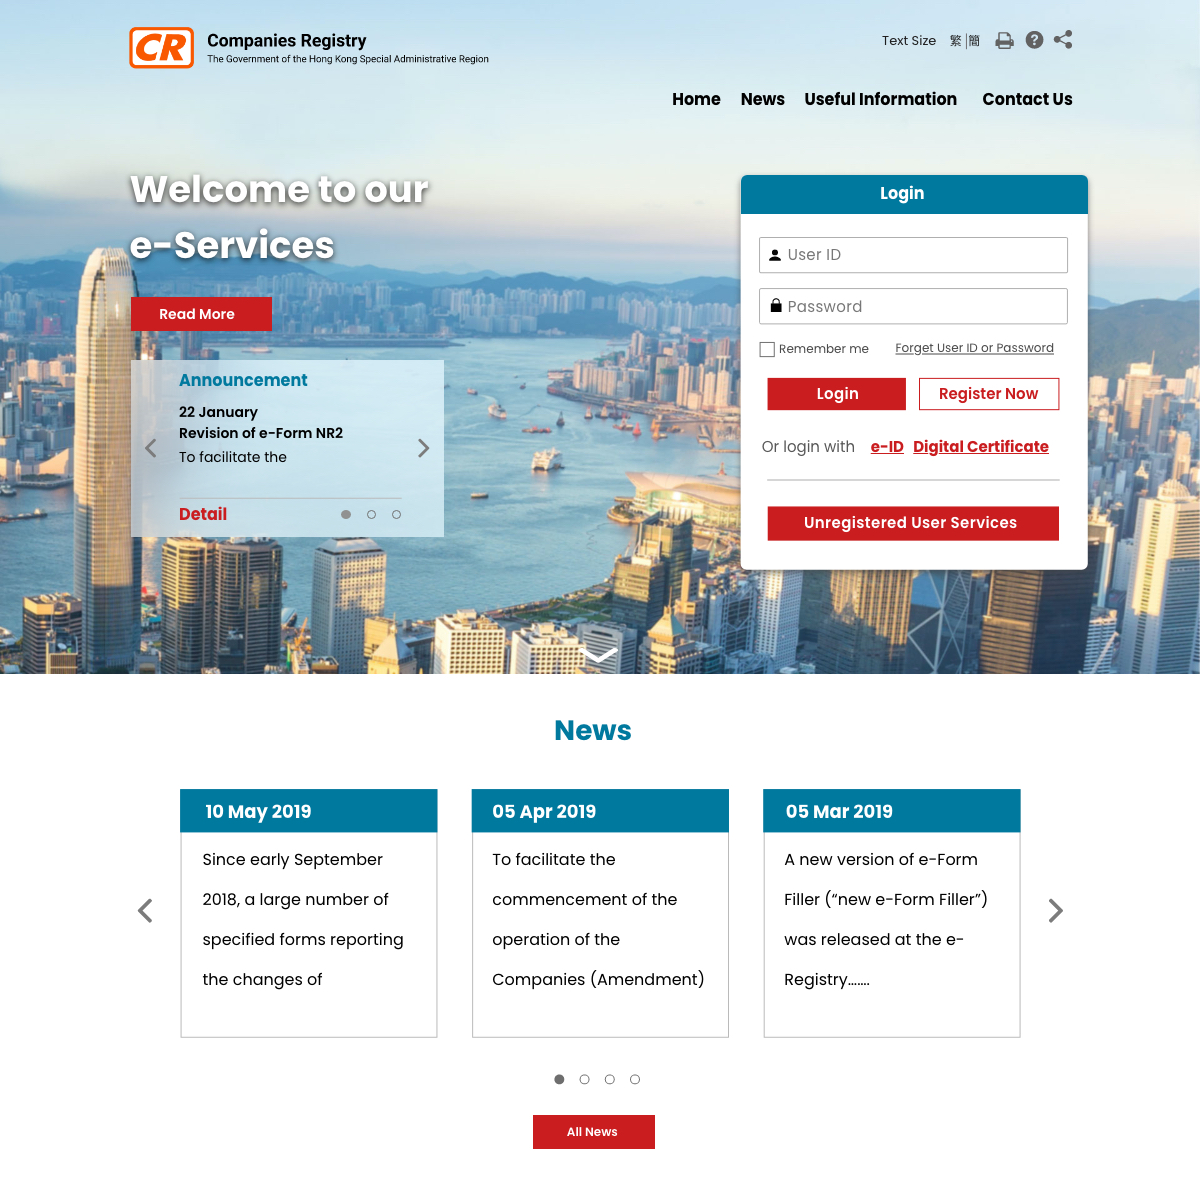 CR
Companies Registry
The Government of the Hong Kong Special Administrative Region
Text Size 繁 | 簡
Home News Useful Information Contact Us
Welcome to our
e-Services
Read More
Announcement
22 January
Revision of e-Form NR2
To facilitate the
Detail
Login
User ID
Password
Remember me Forget User ID or Password
Login Register Now
Or login with e-ID Digital Certificate
Unregistered User Services
News
10 May 2019
Since early September
2018, a large number of
specified forms reporting
the changes of
05 Apr 2019
To facilitate the
commencement of the
operation of the
Companies (Amendment)
05 Mar 2019
A new version of e-Form
Filler (“new e-Form Filler”)
was released at the e-
Registry.......
All News